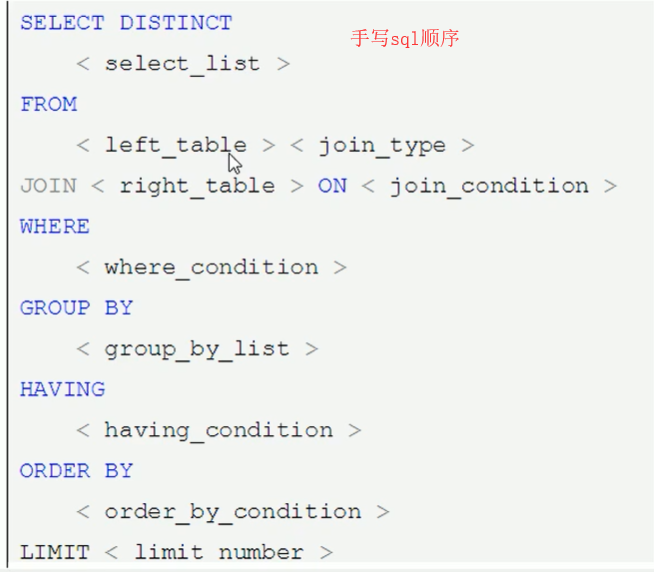 SELECT DISTINCT
手写sql顺序
< select_list >
FROM
< left_table > < join_type >
JOIN < right_table > ON < join_condition >
WHERE
< where_condition >
GROUP BY
< group_by_list >
HAVING
< having_condition >
ORDER BY
< order_by_condition >
LIMIT < limit number >